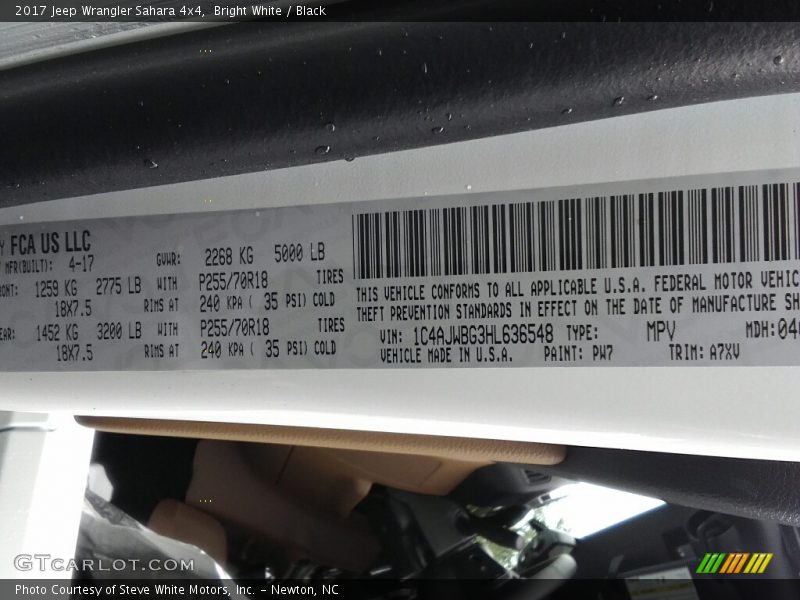 2017 Jeep Wrangler Sahara 4x4,  Bright White / Black
Y FCA US LLC
MFR(BUILT): 4-17 GVWR: 2268 KG 5000 LB
1259 KG 2775 LB WITH P255/70R18 TIRES
18X7.5 RIMS AT 240 KPA ( 35 PSI) COLD
1452 KG 3200 LB WITH P255/70R18 TIRES
18X7.5 RIMS AT 240 KPA ( 35 PSI) COLD
THIS VEHICLE CONFORMS TO ALL APPLICABLE U.S.A. FEDERAL MOTOR VEHIC
THEFT PREVENTION STANDARDS IN EFFECT ON THE DATE OF MANUFACTURE SH
VIN: 1C4AJWBG3HL636548 TYPE: MPV MDH: 04
VEHICLE MADE IN U.S.A. PAINT: PW7 TRIM: A7XV
GTCARLOT.COM
Photo Courtesy of Steve White Motors, Inc. – Newton, NC